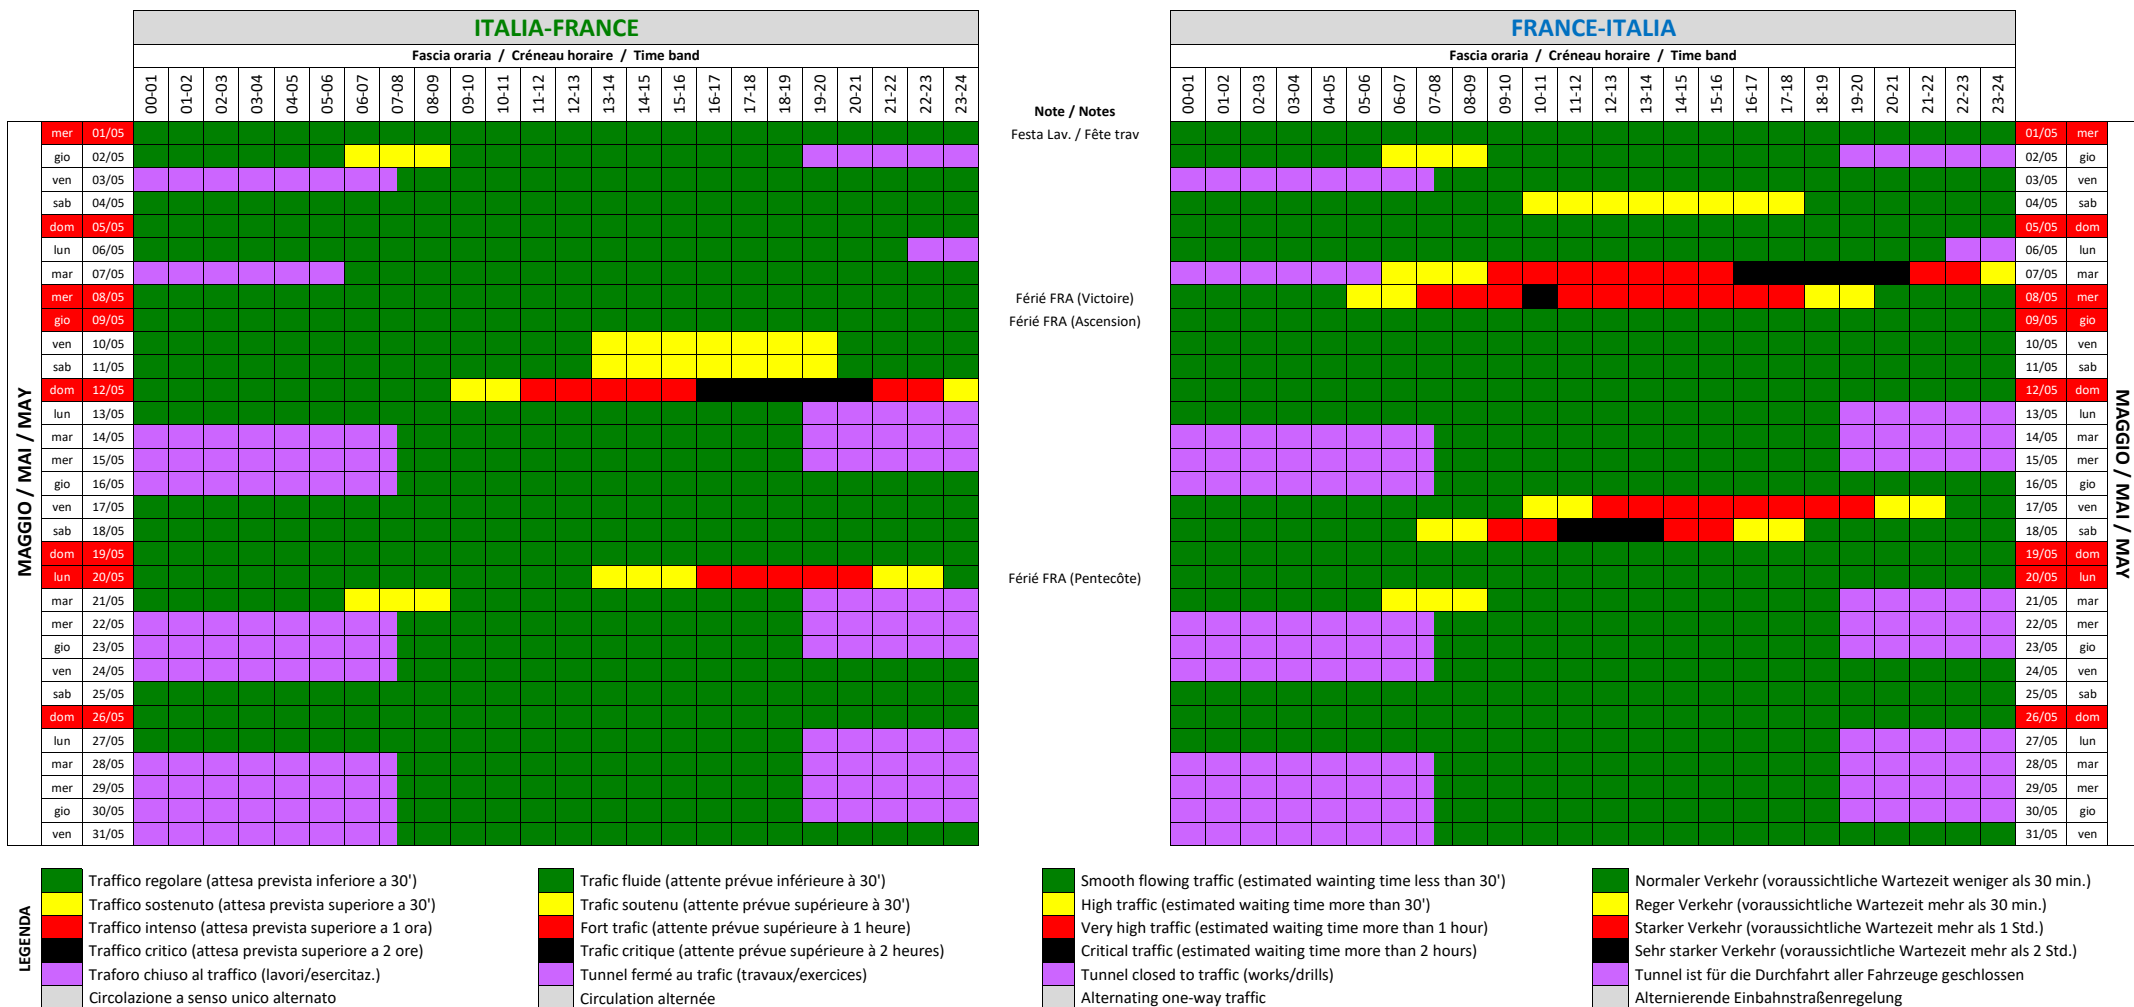 ITALIA-FRANCE
FRANCE-ITALIA
Fascia oraria / Créneau horaire / Time band
Fascia oraria / Créneau horaire / Time band
00-01 01-02 02-03 03-04 04-05 05-06 06-07 07-08 08-09 09-10 10-11 11-12 12-13 13-14 14-15 15-16 16-17 17-18 18-19 19-20 20-21 21-22 22-23 23-24
00-01 01-02 02-03 03-04 04-05 05-06 06-07 07-08 08-09 09-10 10-11 11-12 12-13 13-14 14-15 15-16 16-17 17-18 18-19 19-20 20-21 21-22 22-23 23-24
Note / Notes
MAGGIO / MAI / MAY
mer 01/05 Festa Lav. / Fête trav 01/05 mer
gio 02/05 02/05 gio
ven 03/05 03/05 ven
sab 04/05 04/05 sab
dom 05/05 05/05 dom
lun 06/05 06/05 lun
mar 07/05 07/05 mar
mer 08/05 Férié FRA (Victoire) 08/05 mer
gio 09/05 Férié FRA (Ascension) 09/05 gio
ven 10/05 10/05 ven
sab 11/05 11/05 sab
dom 12/05 12/05 dom
lun 13/05 13/05 lun
mar 14/05 14/05 mar
mer 15/05 15/05 mer
gio 16/05 16/05 gio
ven 17/05 17/05 ven
sab 18/05 18/05 sab
dom 19/05 19/05 dom
lun 20/05 Férié FRA (Pentecôte) 20/05 lun
mar 21/05 21/05 mar
mer 22/05 22/05 mer
gio 23/05 23/05 gio
ven 24/05 24/05 ven
sab 25/05 25/05 sab
dom 26/05 26/05 dom
lun 27/05 27/05 lun
mar 28/05 28/05 mar
mer 29/05 29/05 mer
gio 30/05 30/05 gio
ven 31/05 31/05 ven
MAGGIO / MAI / MAY
LEGENDA
Traffico regolare (attesa prevista inferiore a 30')
Traffico sostenuto (attesa prevista superiore a 30')
Traffico intenso (attesa prevista superiore a 1 ora)
Traffico critico (attesa prevista superiore a 2 ore)
Traforo chiuso al traffico (lavori/esercitaz.)
Circolazione a senso unico alternato
Trafic fluide (attente prévue inférieure à 30')
Trafic soutenu (attente prévue supérieure à 30')
Fort trafic (attente prévue supérieure à 1 heure)
Trafic critique (attente prévue supérieure à 2 heures)
Tunnel fermé au trafic (travaux/exercices)
Circulation alternée
Smooth flowing traffic (estimated wainting time less than 30')
High traffic (estimated waiting time more than 30')
Very high traffic (estimated waiting time more than 1 hour)
Critical traffic (estimated waiting time more than 2 hours)
Tunnel closed to traffic (works/drills)
Alternating one-way traffic
Normaler Verkehr (voraussichtliche Wartezeit weniger als 30 min.)
Reger Verkehr (voraussichtliche Wartezeit mehr als 30 min.)
Starker Verkehr (voraussichtliche Wartezeit mehr als 1 Std.)
Sehr starker Verkehr (voraussichtliche Wartezeit mehr als 2 Std.)
Tunnel ist für die Durchfahrt aller Fahrzeuge geschlossen
Alternierende Einbahnstraßenregelung